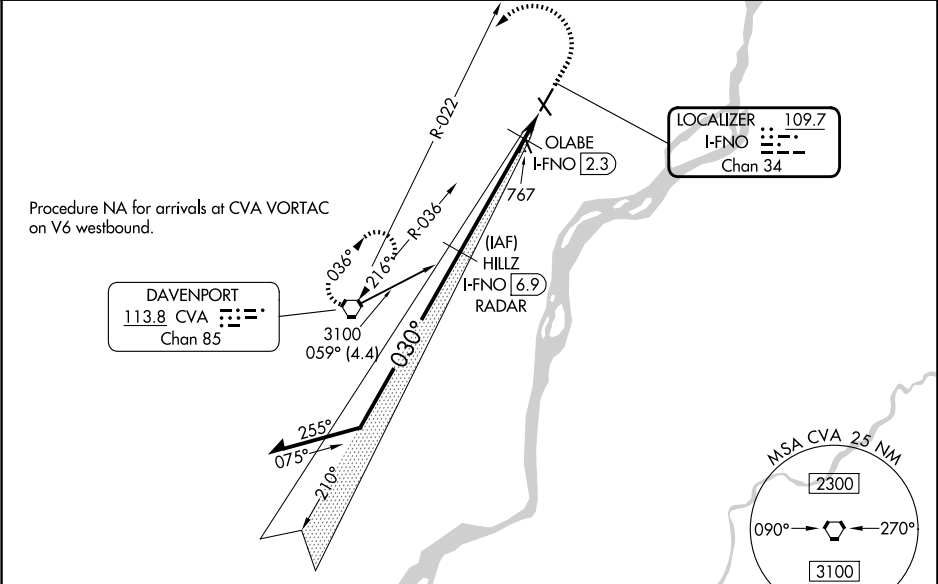 R-022
LOCALIZER 109.7
I-FNO
Chan 34
OLABE
I-FNO 2.3
767
Procedure NA for arrivals at CVA VORTAC
on V6 westbound.
R-036
036°
216°
(IAF)
HILLZ
I-FNO 6.9
RADAR
DAVENPORT
113.8 CVA
Chan 85
3100
059° (4.4)
030°
255°
075°
210°
MSA CVA 25 NM
2300
090° 270°
3100